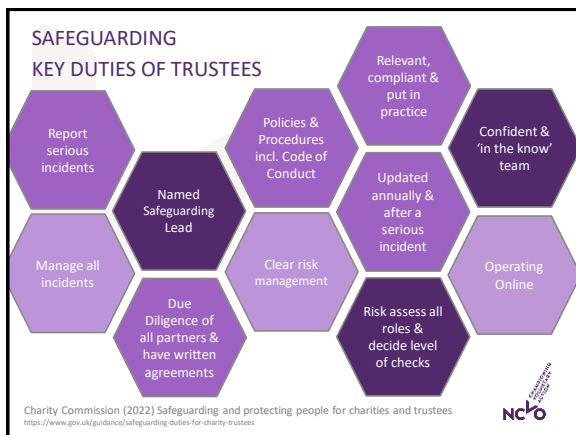 SAFEGUARDING
KEY DUTIES OF TRUSTEES
Relevant,
compliant &
put in
practice
Report
serious
incidents
Policies &
Procedures
incl. Code of
Conduct
Confident &
‘in the know’
team
Named
Safeguarding
Lead
Updated
annually &
after a
serious
incident
Manage all
incidents
Clear risk
management
Operating
Online
Due
Diligence of
all partners &
have written
agreements
Risk assess all
roles &
decide level
of checks
Charity Commission (2022) Safeguarding and protecting people for charities and trustees
https://www.gov.uk/guidance/safeguarding-duties-for-charity-trustees
CHAMPIONING
VOLUNTARY
ACTION
NCVO